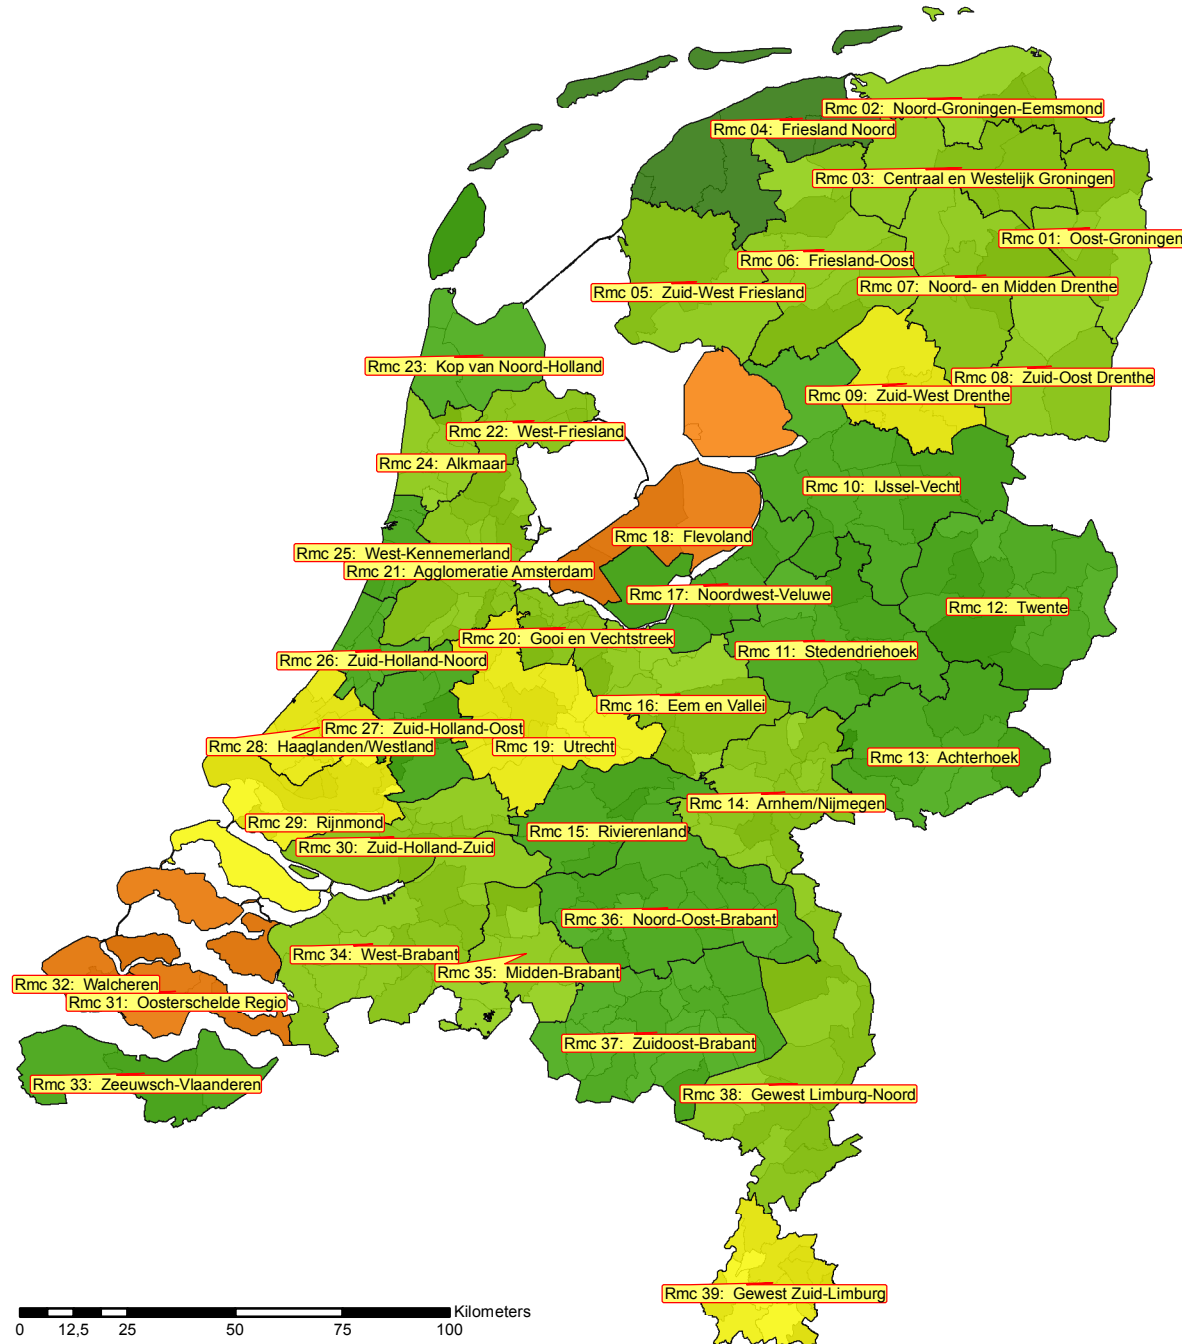 Rmc 02: Noord-Groningen-Eemsmond
Rmc 04: Friesland Noord
Rmc 03: Centraal en Westelijk Groningen
Rmc 01: Oost-Groningen
Rmc 06: Friesland-Oost
Rmc 07: Noord- en Midden Drenthe
Rmc 05: Zuid-West Friesland
Rmc 23: Kop van Noord-Holland
Rmc 08: Zuid-Oost Drenthe
Rmc 09: Zuid-West Drenthe
Rmc 22: West-Friesland
Rmc 24: Alkmaar
Rmc 10: IJssel-Vecht
Rmc 18: Flevoland
Rmc 25: West-Kennemerland
Rmc 21: Agglomeratie Amsterdam
Rmc 17: Noordwest-Veluwe
Rmc 12: Twente
Rmc 20: Gooi en Vechtstreek
Rmc 11: Stedendriehoek
Rmc 26: Zuid-Holland-Noord
Rmc 16: Eem en Vallei
Rmc 27: Zuid-Holland-Oost
Rmc 28: Haaglanden/Westland
Rmc 19: Utrecht
Rmc 13: Achterhoek
Rmc 14: Arnhem/Nijmegen
Rmc 29: Rijnmond
Rmc 15: Rivierenland
Rmc 30: Zuid-Holland-Zuid
Rmc 36: Noord-Oost-Brabant
Rmc 34: West-Brabant
Rmc 35: Midden-Brabant
Rmc 32: Walcheren
Rmc 31: Oosterschelde Regio
Rmc 37: Zuidoost-Brabant
Rmc 33: Zeeuwsch-Vlaanderen
Rmc 38: Gewest Limburg-Noord
Rmc 39: Gewest Zuid-Limburg
Kilometers
0 12,5 25 50 75 100